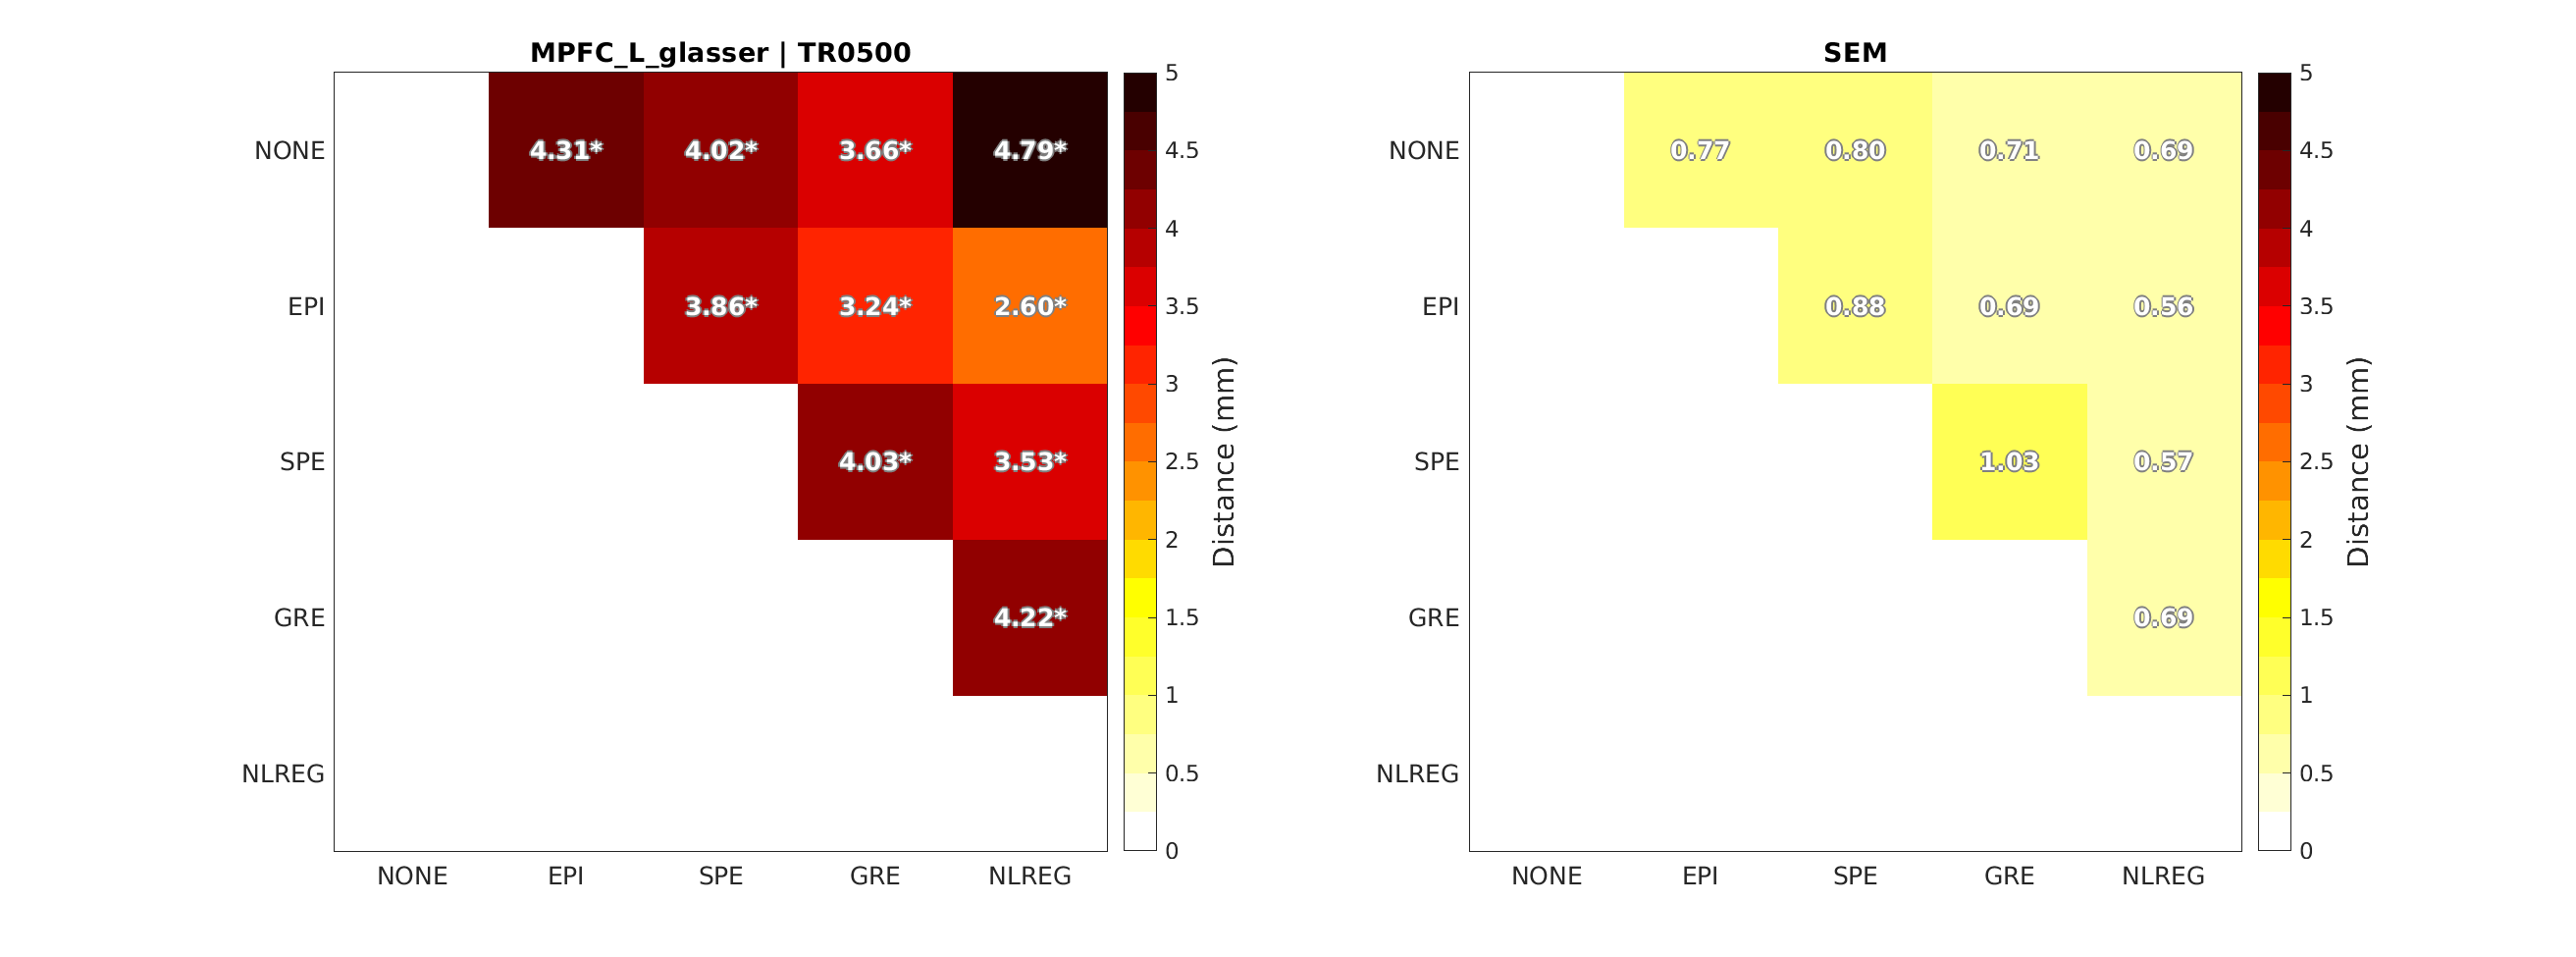 MPFC_L_glasser | TR0500
NONE 4.31* 4.02* 3.66* 4.79*
EPI 3.86* 3.24* 2.60*
SPE 4.03* 3.53*
GRE 4.22*
NLREG
NONE EPI SPE GRE NLREG
5
4.5
4
3.5
3
2.5
2
1.5
1
0.5
0
Distance (mm)
SEM
NONE 0.77 0.80 0.71 0.69
EPI 0.88 0.69 0.56
SPE 1.03 0.57
GRE 0.69
NLREG
NONE EPI SPE GRE NLREG
5
4.5
4
3.5
3
2.5
2
1.5
1
0.5
0
Distance (mm)